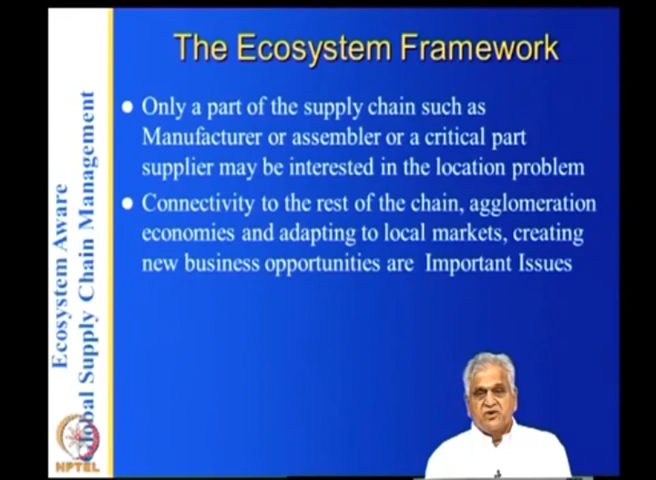 The Ecosystem Framework
Only a part of the supply chain such as
Manufacturer or assembler or a critical part
supplier may be interested in the location problem
Connectivity to the rest of the chain, agglomeration
economies and adapting to local markets, creating
new business opportunities are Important Issues
Ecosystem Aware
Global Supply Chain Management
NPTEL